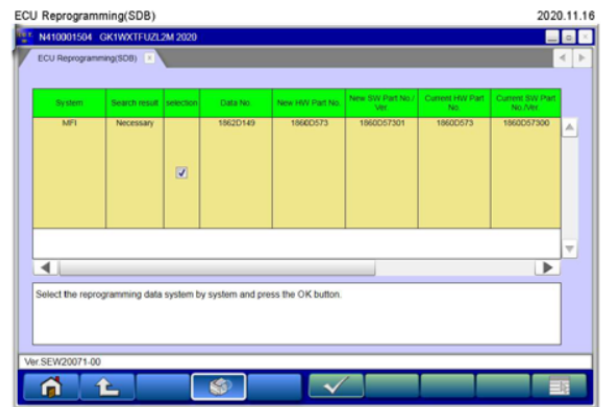 ECU Reprogramming(SDB) 2020.11.16
N410001504 GK1WXTFUZL2M 2020
ECU Reprogramming(SDB)
System Search result selection Data No. New HW Part No. New SW Part No./Ver. Current HW Part No. Current SW Part No./Ver.
MFI Necessary 1862D149 1860D573 1860D57301 1860D573 1860D57300
Select the reprogramming data system by system and press the OK button.
Ver.SEW20071-00